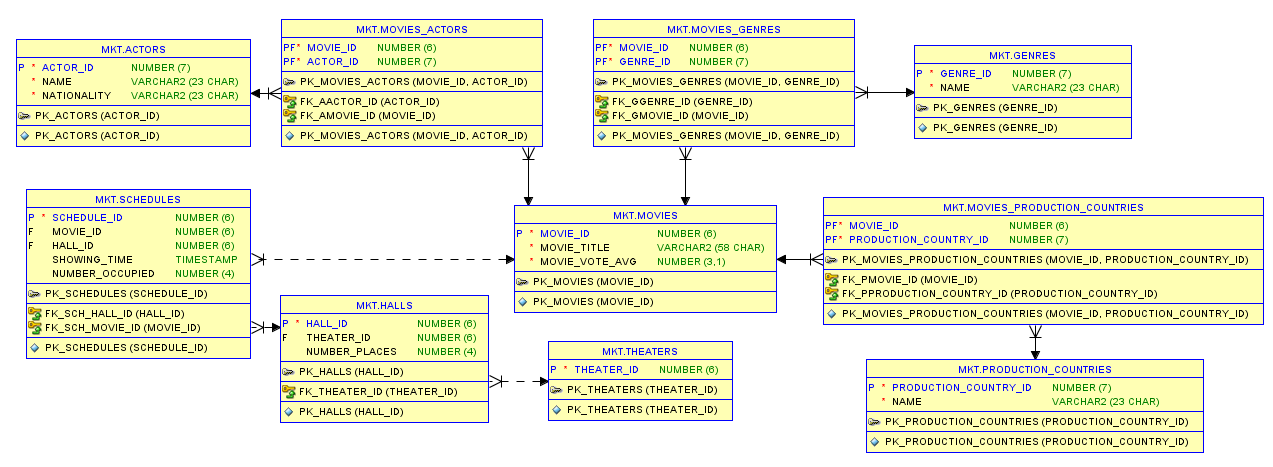 MKT.ACTORS
P * ACTOR_ID NUMBER (7)
* NAME VARCHAR2 (23 CHAR)
* NATIONALITY VARCHAR2 (23 CHAR)
PK_ACTORS (ACTOR_ID)
PK_ACTORS (ACTOR_ID)
MKT.MOVIES_ACTORS
PF* MOVIE_ID NUMBER (6)
PF* ACTOR_ID NUMBER (7)
PK_MOVIES_ACTORS (MOVIE_ID, ACTOR_ID)
FK_AACTOR_ID (ACTOR_ID)
FK_AMOVIE_ID (MOVIE_ID)
PK_MOVIES_ACTORS (MOVIE_ID, ACTOR_ID)
MKT.MOVIES_GENRES
PF* MOVIE_ID NUMBER (6)
PF* GENRE_ID NUMBER (7)
PK_MOVIES_GENRES (MOVIE_ID, GENRE_ID)
FK_GGENRE_ID (GENRE_ID)
FK_GMOVIE_ID (MOVIE_ID)
PK_MOVIES_GENRES (MOVIE_ID, GENRE_ID)
MKT.GENRES
P * GENRE_ID NUMBER (7)
* NAME VARCHAR2 (23 CHAR)
PK_GENRES (GENRE_ID)
PK_GENRES (GENRE_ID)
MKT.SCHEDULES
P * SCHEDULE_ID NUMBER (6)
F MOVIE_ID NUMBER (6)
F HALL_ID NUMBER (6)
SHOWING_TIME TIMESTAMP
NUMBER_OCCUPIED NUMBER (4)
PK_SCHEDULES (SCHEDULE_ID)
FK_SCH_HALL_ID (HALL_ID)
FK_SCH_MOVIE_ID (MOVIE_ID)
PK_SCHEDULES (SCHEDULE_ID)
MKT.MOVIES
P * MOVIE_ID NUMBER (6)
* MOVIE_TITLE VARCHAR2 (58 CHAR)
* MOVIE_VOTE_AVG NUMBER (3,1)
PK_MOVIES (MOVIE_ID)
PK_MOVIES (MOVIE_ID)
MKT.MOVIES_PRODUCTION_COUNTRIES
PF* MOVIE_ID NUMBER (6)
PF* PRODUCTION_COUNTRY_ID NUMBER (7)
PK_MOVIES_PRODUCTION_COUNTRIES (MOVIE_ID, PRODUCTION_COUNTRY_ID)
FK_PMOVIE_ID (MOVIE_ID)
FK_PPRODUCTION_COUNTRY_ID (PRODUCTION_COUNTRY_ID)
PK_MOVIES_PRODUCTION_COUNTRIES (MOVIE_ID, PRODUCTION_COUNTRY_ID)
MKT.HALLS
P * HALL_ID NUMBER (6)
F THEATER_ID NUMBER (6)
NUMBER_PLACES NUMBER (4)
PK_HALLS (HALL_ID)
FK_THEATER_ID (THEATER_ID)
PK_HALLS (HALL_ID)
MKT.THEATERS
P * THEATER_ID NUMBER (6)
PK_THEATERS (THEATER_ID)
PK_THEATERS (THEATER_ID)
MKT.PRODUCTION_COUNTRIES
P * PRODUCTION_COUNTRY_ID NUMBER (7)
* NAME VARCHAR2 (23 CHAR)
PK_PRODUCTION_COUNTRIES (PRODUCTION_COUNTRY_ID)
PK_PRODUCTION_COUNTRIES (PRODUCTION_COUNTRY_ID)